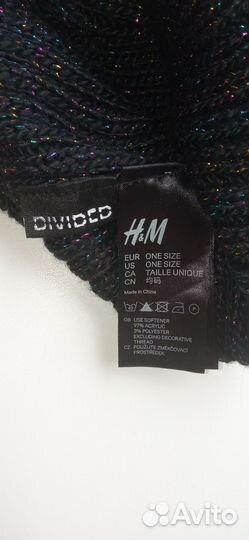 DIVIDED
H&M
EUR ONE SIZE
US ONE SIZE
CA TAILLE UNIQUE
CN 均码
Made in China
GB USE SOFTENER
97% ACRYLIC
3% POLYESTER
EXCLUDING DECORATIVE
THREAD
CZ POUŽIJTE ZMĚKČOVACÍ
PROSTŘEDEK.
Avito